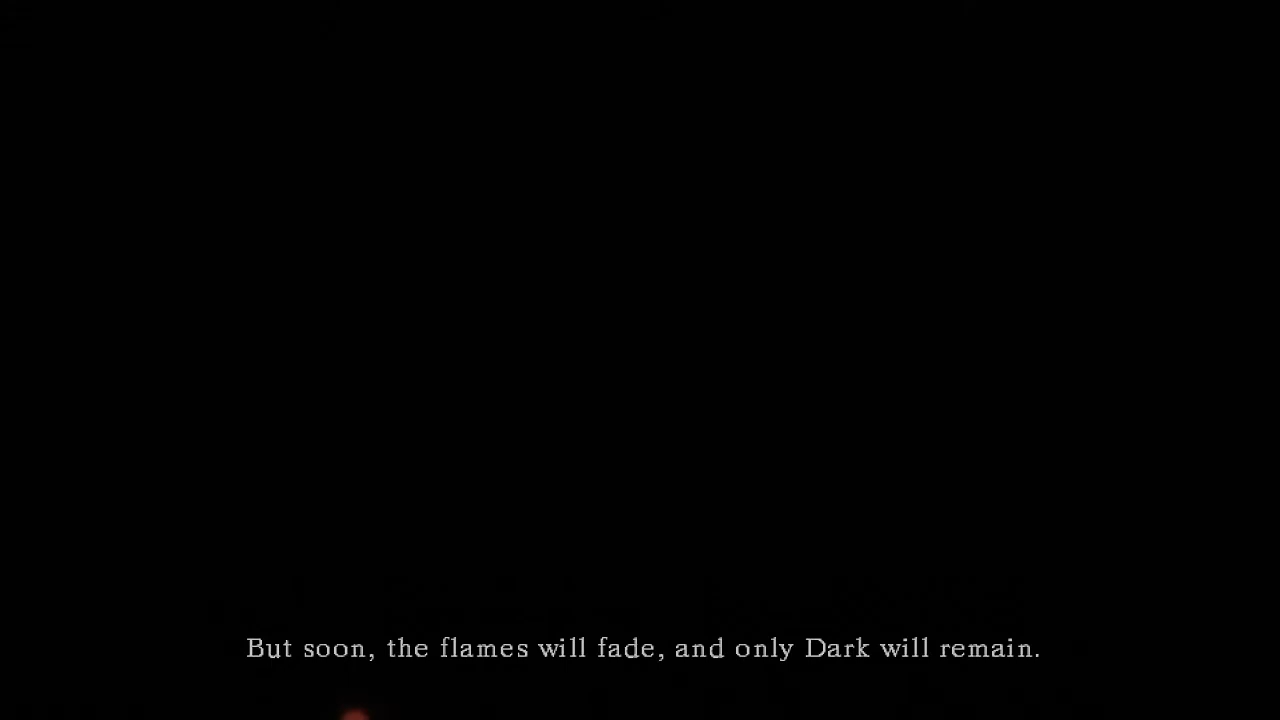 But soon, the flames will fade, and only Dark will remain.